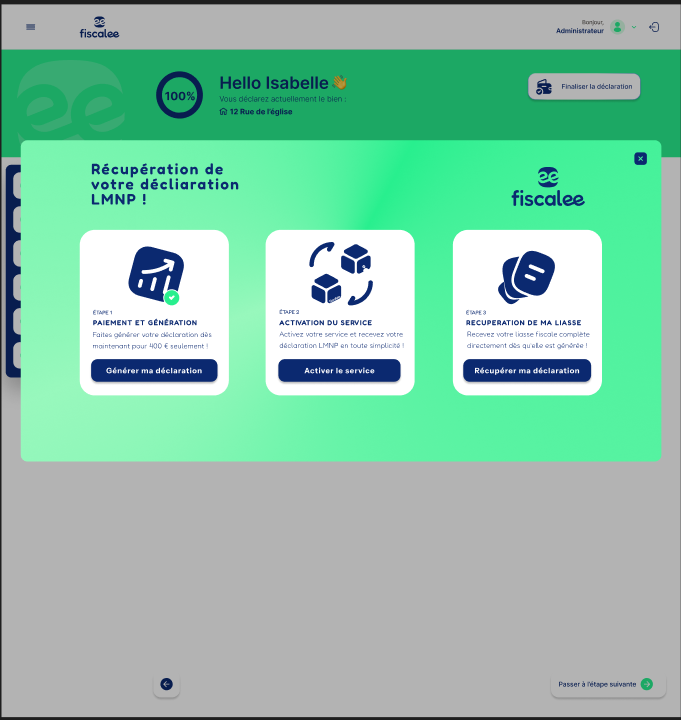 fiscalee
Bonjour,
Administrateur
100%
Hello Isabelle 👋
Vous déclarez actuellement le bien :
12 Rue de l'église
Finaliser la déclaration
Récupération de
votre décliaration
LMNP !
fiscalee
ÉTAPE 1
PAIEMENT ET GÉNÉRATION
Faites générer votre déclaration dès
maintenant pour 400 € seulement !
Générer ma déclaration
ÉTAPE 2
ACTIVATION DU SERVICE
Activez votre service et recevez votre
déclaration LMNP en toute simplicité !
Activer le service
ÉTAPE 3
RECUPERATION DE MA LIASSE
Recevez votre liasse fiscale complète
directement dès qu'elle est générée !
Récupérer ma déclaration
Passer à l'étape suivante